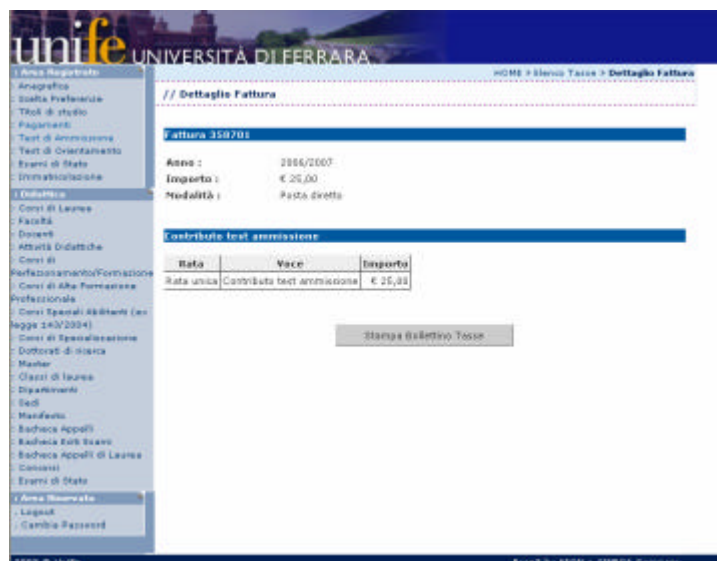 unife UNIVERSITÀ DI FERRARA
: Area Registrato
HOME > Elenco Tasse > Dettaglio Fattura
: Anagrafica
: Scelta Preferenze
: Titoli di studio
: Pagamenti
: Test di Ammissione
: Test di Orientamento
: Esami di Stato
: Immatricolazione
: Didattica
: Corsi di Laurea
: Facoltà
: Docenti
: Attività Didattiche
: Corsi di
Perfezionamento/Formazione
: Corsi di Alta Formazione
Professionale
: Corsi Speciali Abilitanti (ex
legge 143/2004)
: Corsi di Specializzazione
: Dottorati di ricerca
: Master
: Classi di laurea
: Dipartimenti
: Sedi
: Manifesto
: Bacheca Appelli
: Bacheca Esiti Esami
: Bacheca Appelli di Laurea
: Concorsi
: Esami di Stato
: Area Riservata
: Logout
: Cambia Password
// Dettaglio Fattura
Fattura 358701
Anno : 2006/2007
Importo : € 25,00
Modalità : Posta diretta
Contributo test ammissione
Rata Voce Importo
Rata unica Contributo test ammissione € 25,00
Stampa Bollettino Tasse